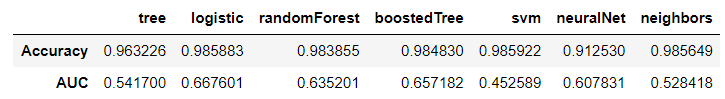 tree logistic randomForest boostedTree svm neuralNet neighbors
Accuracy 0.963226 0.985883 0.983855 0.984830 0.985922 0.912530 0.985649
AUC 0.541700 0.667601 0.635201 0.657182 0.452589 0.607831 0.528418